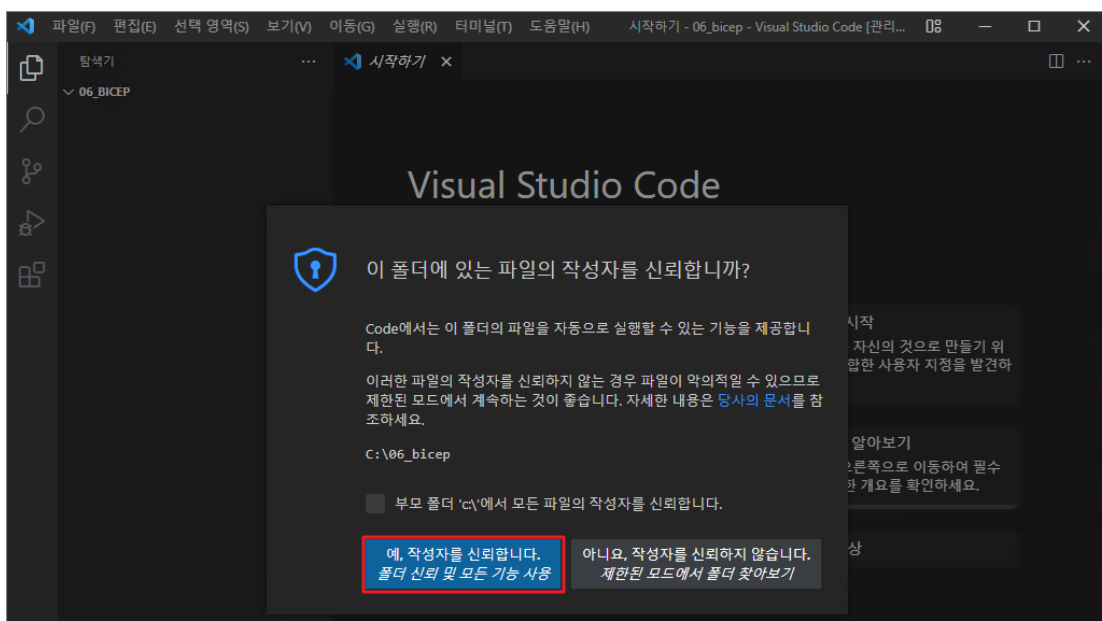 파일(F) 편집(E) 선택 영역(S) 보기(V) 이동(G) 실행(R) 터미널(T) 도움말(H) 시작하기 - 06_bicep - Visual Studio Code [관리...
탐색기 ... 시작하기
06_BICEP
Visual Studio Code
이 폴더에 있는 파일의 작성자를 신뢰합니까?
Code에서는 이 폴더의 파일을 자동으로 실행할 수 있는 기능을 제공합니
다.
이러한 파일의 작성자를 신뢰하지 않는 경우 파일이 악의적일 수 있으므로
제한된 모드에서 계속하는 것이 좋습니다. 자세한 내용은 당사의 문서를 참
조하세요.
C:\06_bicep
부모 폴더 'c:\'에서 모든 파일의 작성자를 신뢰합니다.
예, 작성자를 신뢰합니다.
폴더 신뢰 및 모든 기능 사용
아니요, 작성자를 신뢰하지 않습니다.
제한된 모드에서 폴더 찾아보기
시작
자신의 것으로 만들기 위
합한 사용자 지정을 발견하
알아보기
오른쪽으로 이동하여 필수
한 개요를 확인하세요.
상